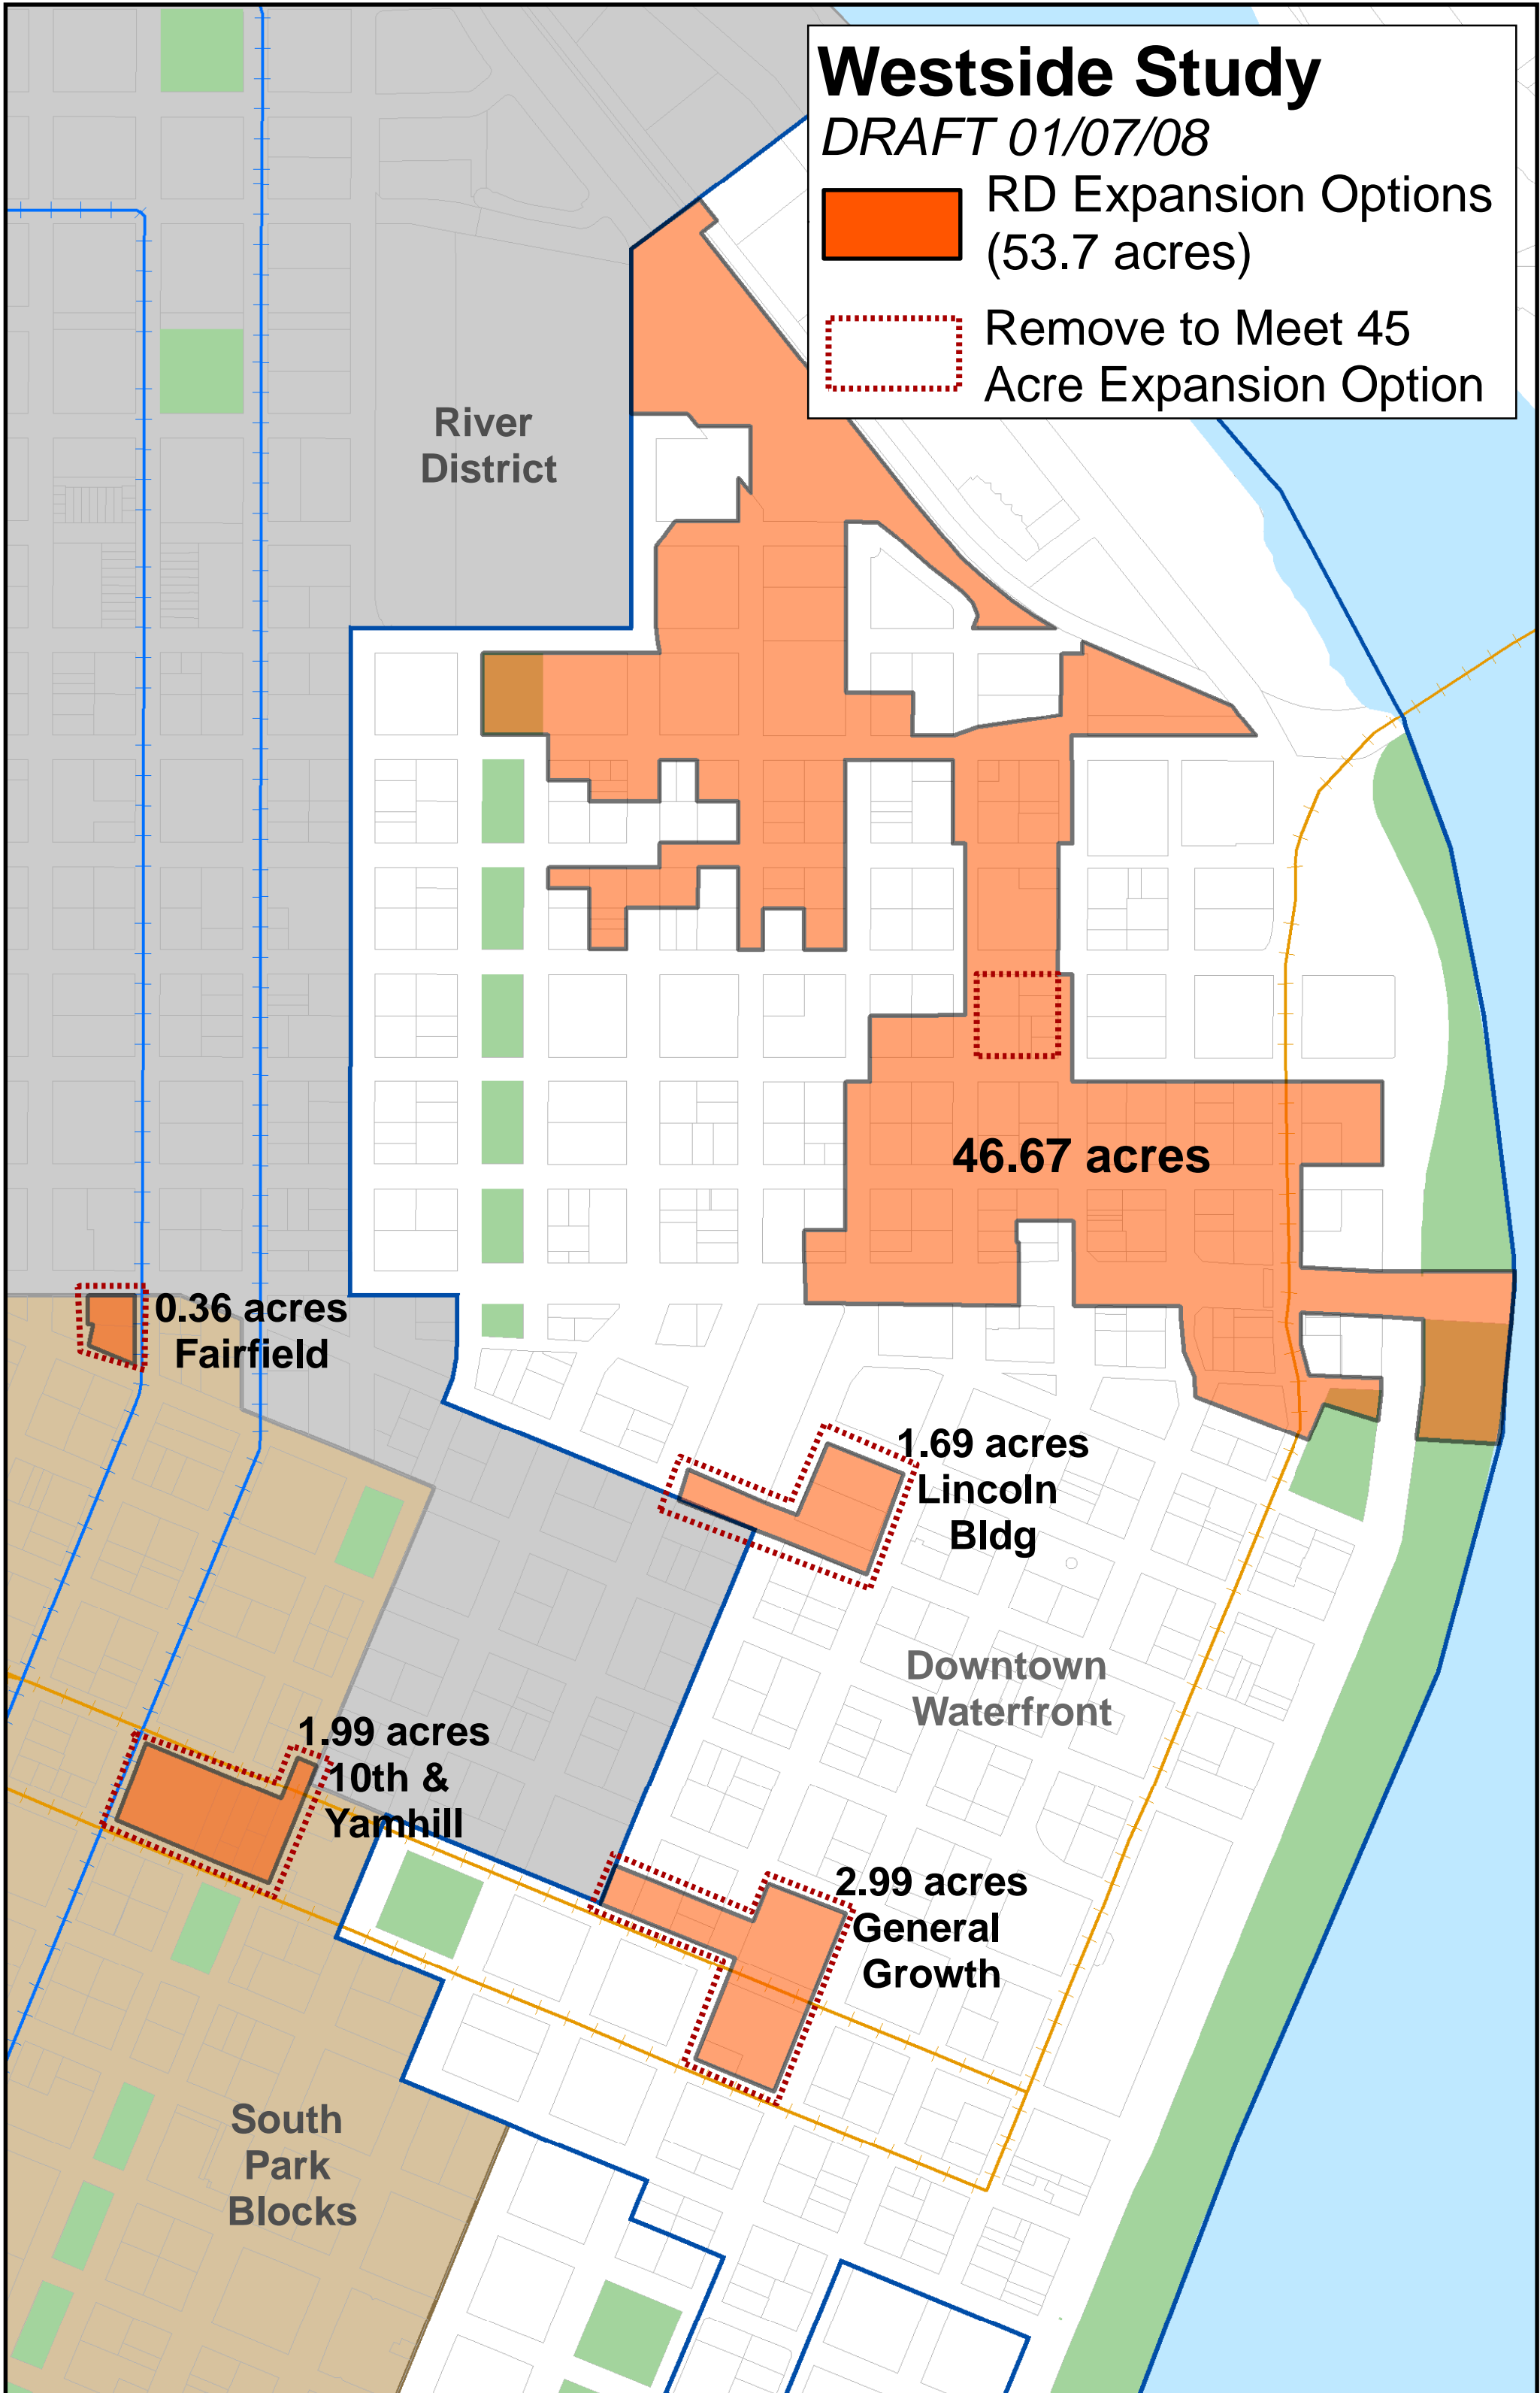 Westside Study
DRAFT 01/07/08
RD Expansion Options
(53.7 acres)
Remove to Meet 45
Acre Expansion Option
River
District
46.67 acres
0.36 acres
Fairfield
1.69 acres
Lincoln
Bldg
Downtown
Waterfront
1.99 acres
10th &
Yamhill
2.99 acres
General
Growth
South
Park
Blocks